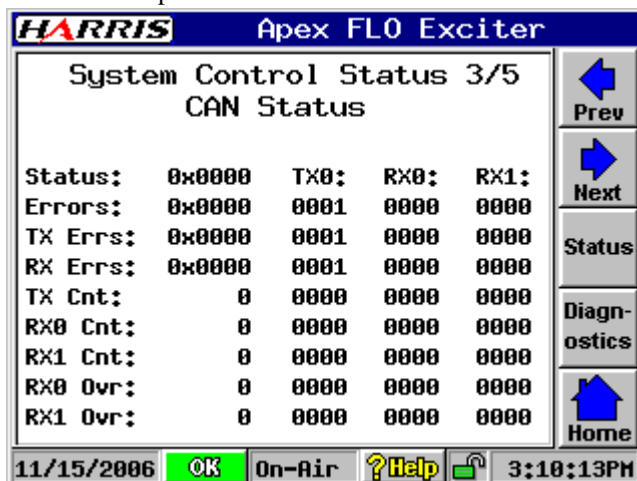 HARRIS Apex FLO Exciter
System Control Status 3/5
CAN Status
Status: 0x0000 TX0: RX0: RX1:
Errors: 0x0000 0001 0000 0000
TX Errs: 0x0000 0001 0000 0000
RX Errs: 0x0000 0001 0000 0000
TX Cnt: 0 0000 0000 0000
RX0 Cnt: 0 0000 0000 0000
RX1 Cnt: 0 0000 0000 0000
RX0 Ovr: 0 0000 0000 0000
RX1 Ovr: 0 0000 0000 0000
Prev
Next
Status
Diagn-
ostics
Home
11/15/2006 OK On-Air ?Help 3:10:13PM